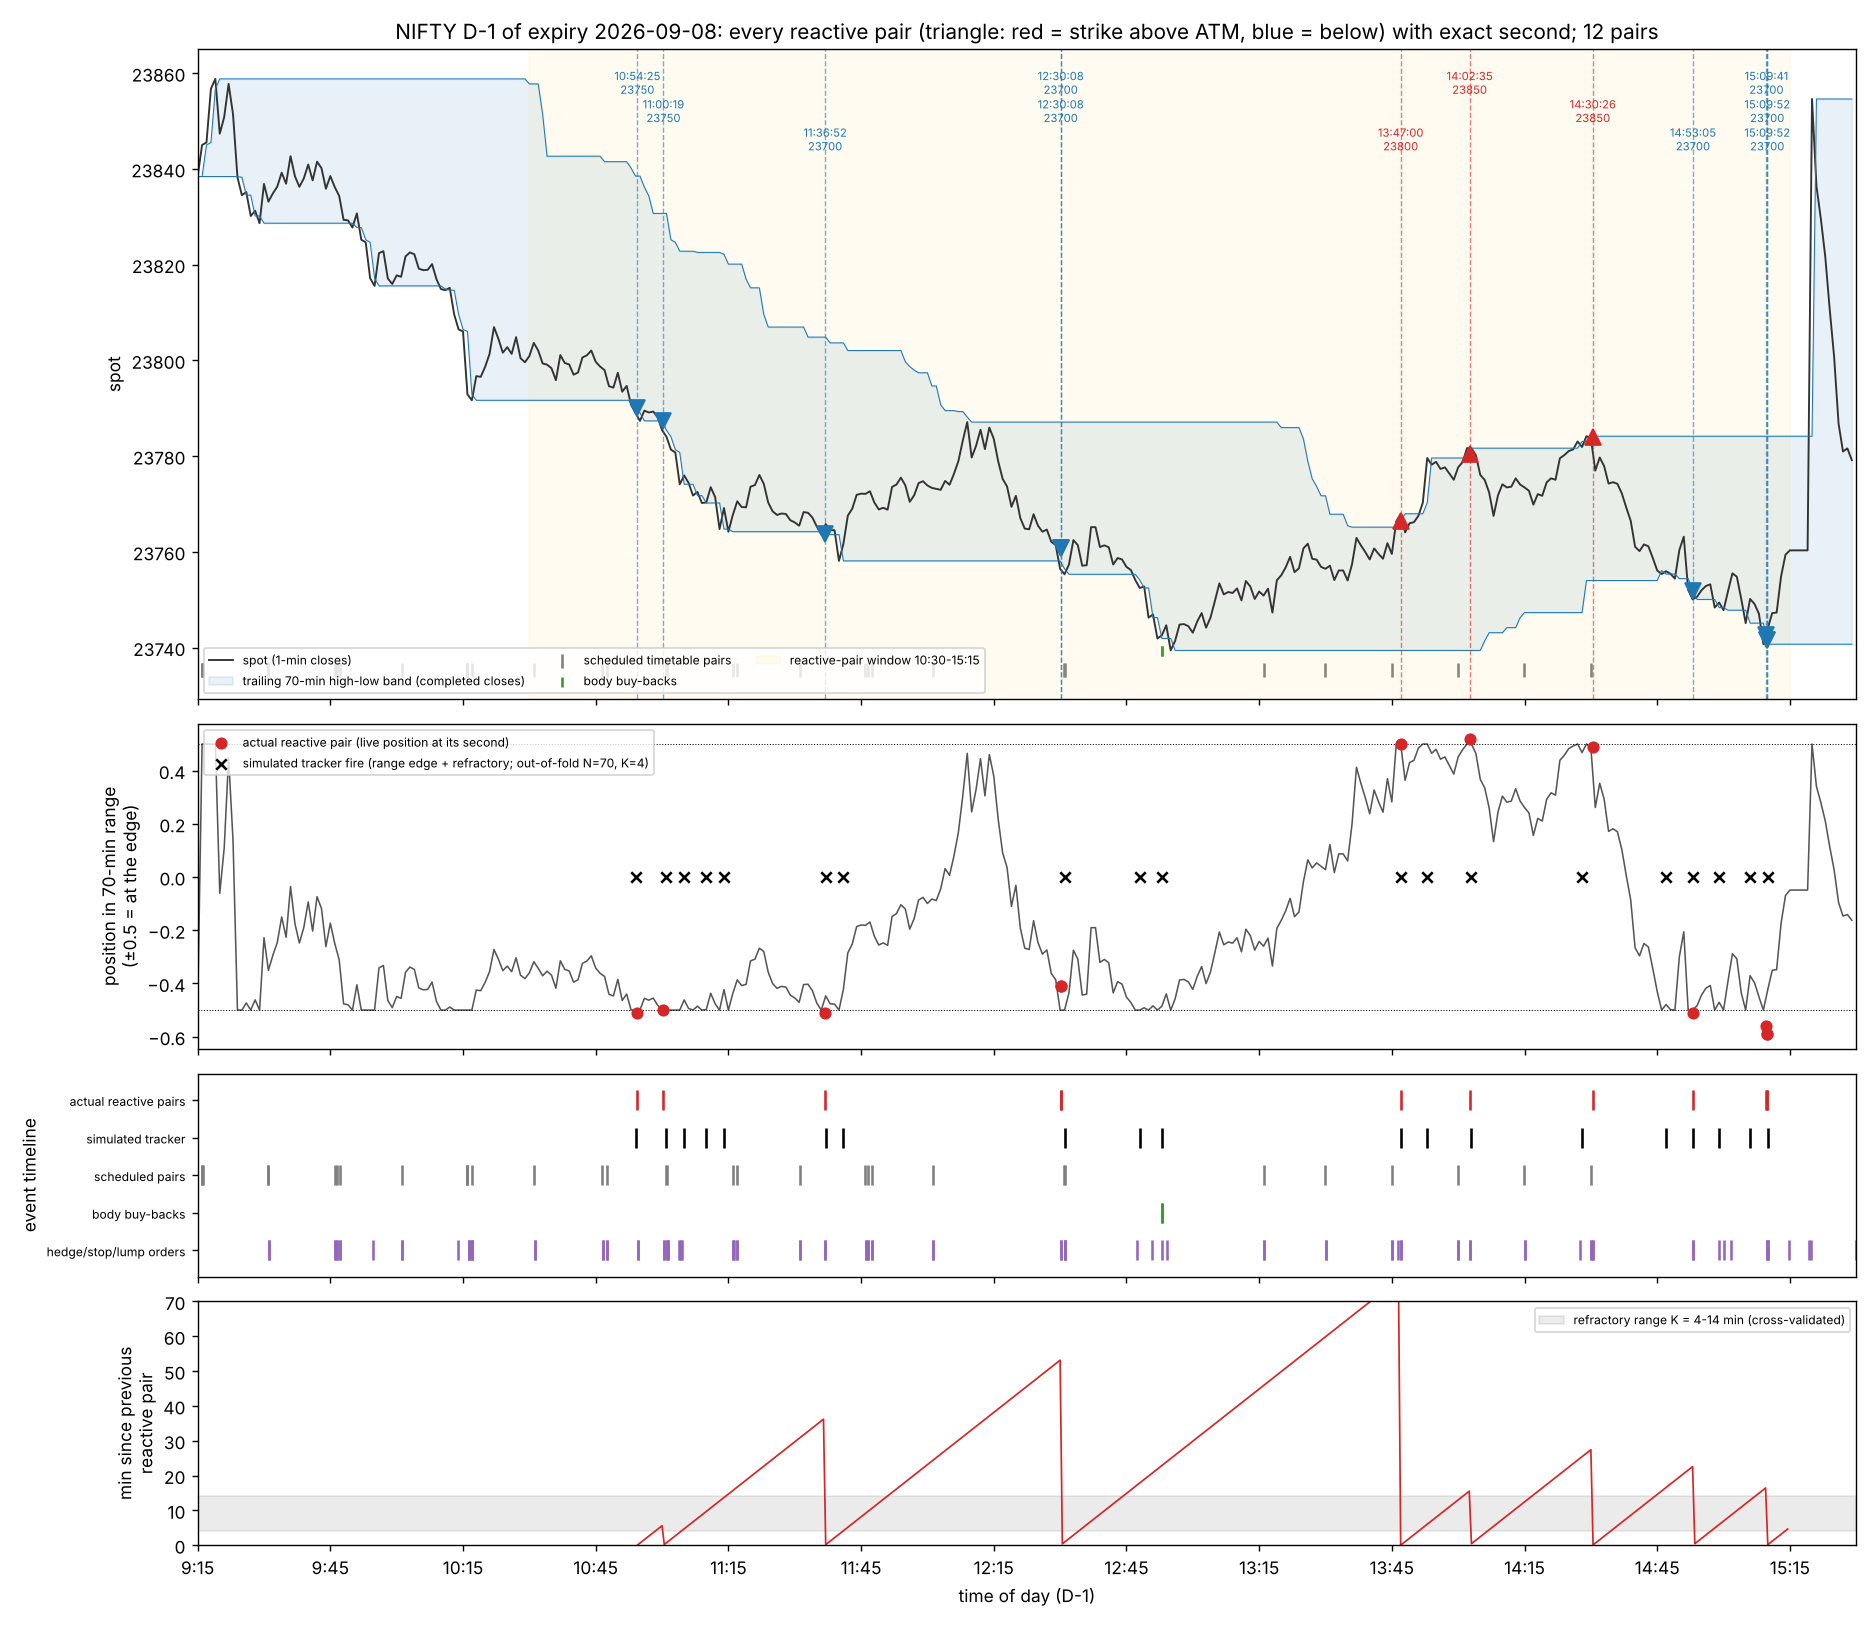 NIFTY D-1 of expiry 2026-09-08: every reactive pair (triangle: red = strike above ATM, blue = below) with exact second; 12 pairs
23860
23840
23820
23800
23780
23760
23740
spot
10:54:25
23750
11:00:19
23750
11:36:52
23700
12:30:08
23700
12:30:08
23700
13:47:00
23800
14:02:35
23850
14:30:26
23850
14:53:05
23700
15:09:41
23700
15:09:52
23700
15:09:52
23700
spot (1-min closes)
trailing 70-min high-low band (completed closes)
scheduled timetable pairs
body buy-backs
reactive-pair window 10:30-15:15
actual reactive pair (live position at its second)
simulated tracker fire (range edge + refractory; out-of-fold N=70, K=4)
0.4
0.2
0.0
−0.2
−0.4
−0.6
position in 70-min range
(±0.5 = at the edge)
actual reactive pairs
simulated tracker
scheduled pairs
body buy-backs
hedge/stop/lump orders
event timeline
refractory range K = 4-14 min (cross-validated)
70
60
50
40
30
20
10
0
min since previous
reactive pair
9:15 9:45 10:15 10:45 11:15 11:45 12:15 12:45 13:15 13:45 14:15 14:45 15:15
time of day (D-1)